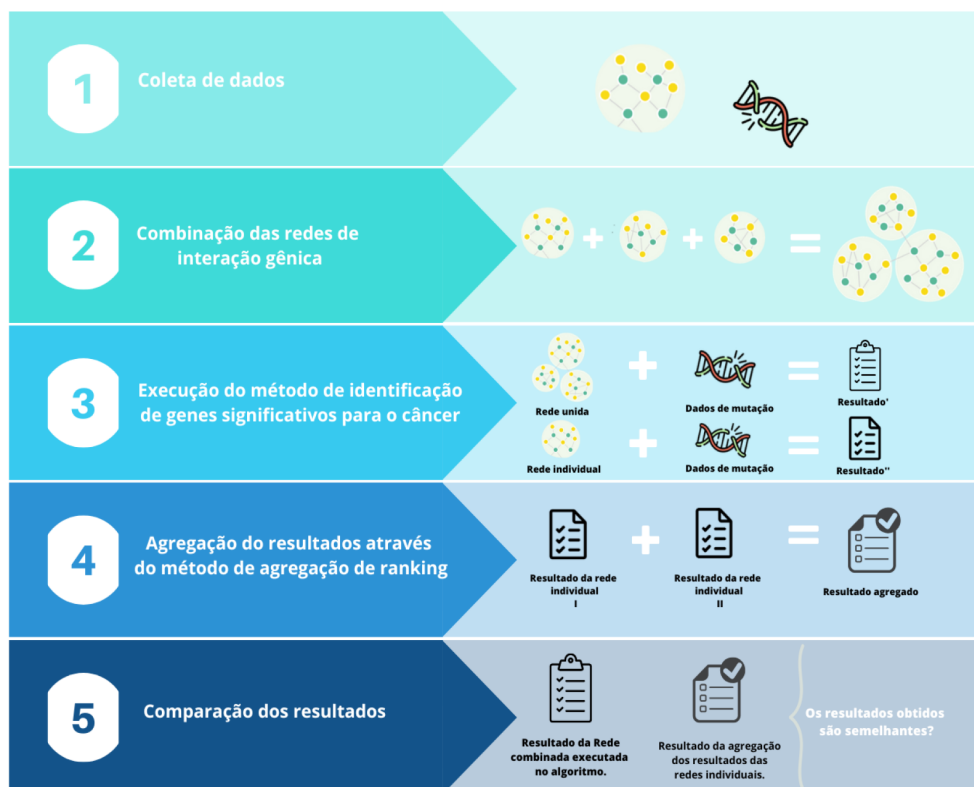 1
Coleta de dados
2
Combinação das redes de
interação gênica
3
Execução do método de identificação
de genes significativos para o câncer
Rede unida
Dados de mutação
Resultado'
Rede individual
Dados de mutação
Resultado''
4
Agregação do resultados através
do método de agregação de ranking
Resultado da rede
individual
I
Resultado da rede
individual
II
Resultado agregado
5
Comparação dos resultados
Resultado da Rede
combinada executada
no algoritmo.
Resultado da agregação
dos resultados das
redes individuais.
Os resultados obtidos
são semelhantes?